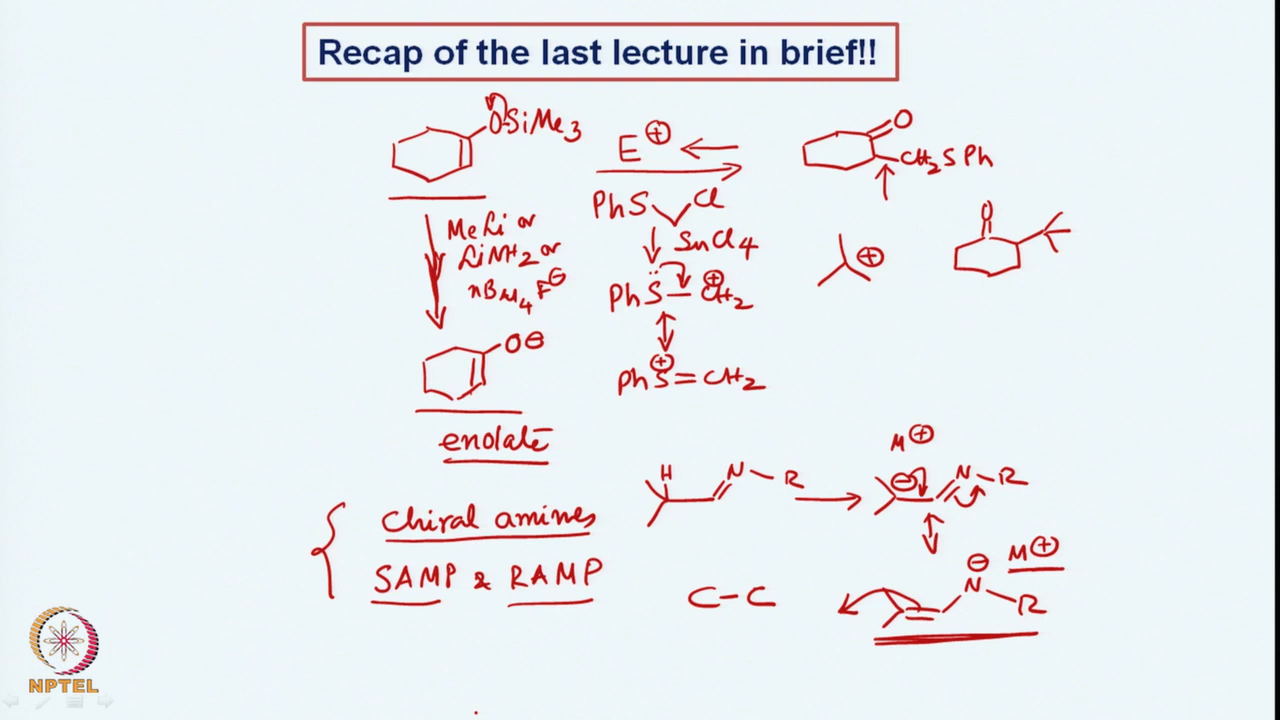 Recap of the last lecture in brief!!
OSiMe3
E⊕
O
CH2SPh
PhS Cl
MeLi or
LiNH2 or
nBu4 F⊖
SnCl4
⊕
O
PhS̈ – CH2 ⊕
O⊖
PhS⊕=CH2
enolate
M⊕
H
N – R
⊖ N – R
Chiral amines
SAMP & RAMP
C–C
⊖ M⊕
N
R
NPTEL